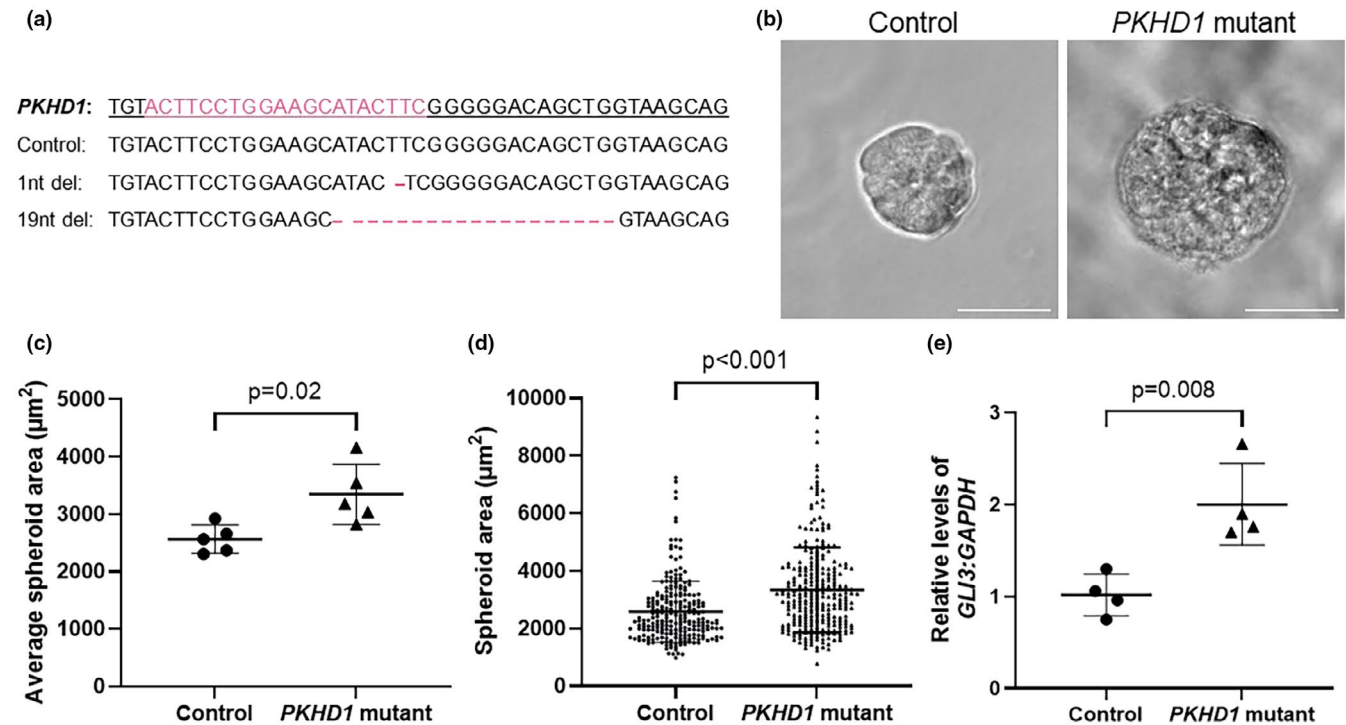 (a)
PKHD1: TGTACTTCCTGGAAGCATACTTCGGGGGACAGCTGGTAAGCAG
Control: TGTACTTCCTGGAAGCATACTTCGGGGGACAGCTGGTAAGCAG
1nt del: TGTACTTCCTGGAAGCATAC -TCGGGGGACAGCTGGTAAGCAG
19nt del: TGTACTTCCTGGAAGC- – – – – – – – – – – – – – – – – – –GTAAGCAG
(b)
Control PKHD1 mutant
(c)
p=0.02
Average spheroid area (µm²)
5000
4000
3000
2000
1000
0
Control PKHD1 mutant
(d)
p<0.001
Spheroid area (µm²)
10000
8000
6000
4000
2000
0
Control PKHD1 mutant
(e)
p=0.008
Relative levels of
GLI3:GAPDH
3
2
1
0
Control PKHD1 mutant